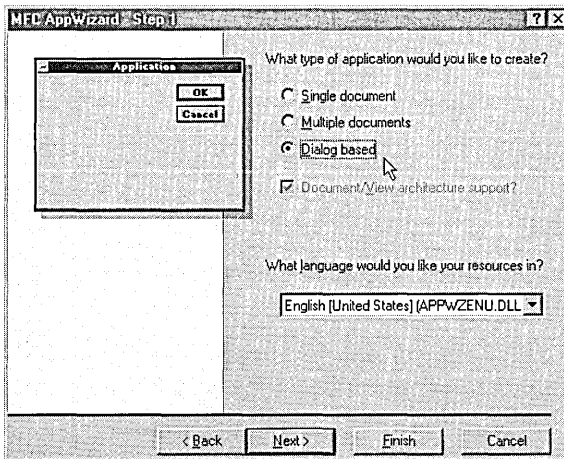 MFC AppWizard - Step 1
Application
OK
Cancel
What type of application would you like to create?
Single document
Multiple documents
Dialog based
Document/View architecture support?
What language would you like your resources in?
English [United States] (APPWZENU.DLL
< Back
Next >
Finish
Cancel